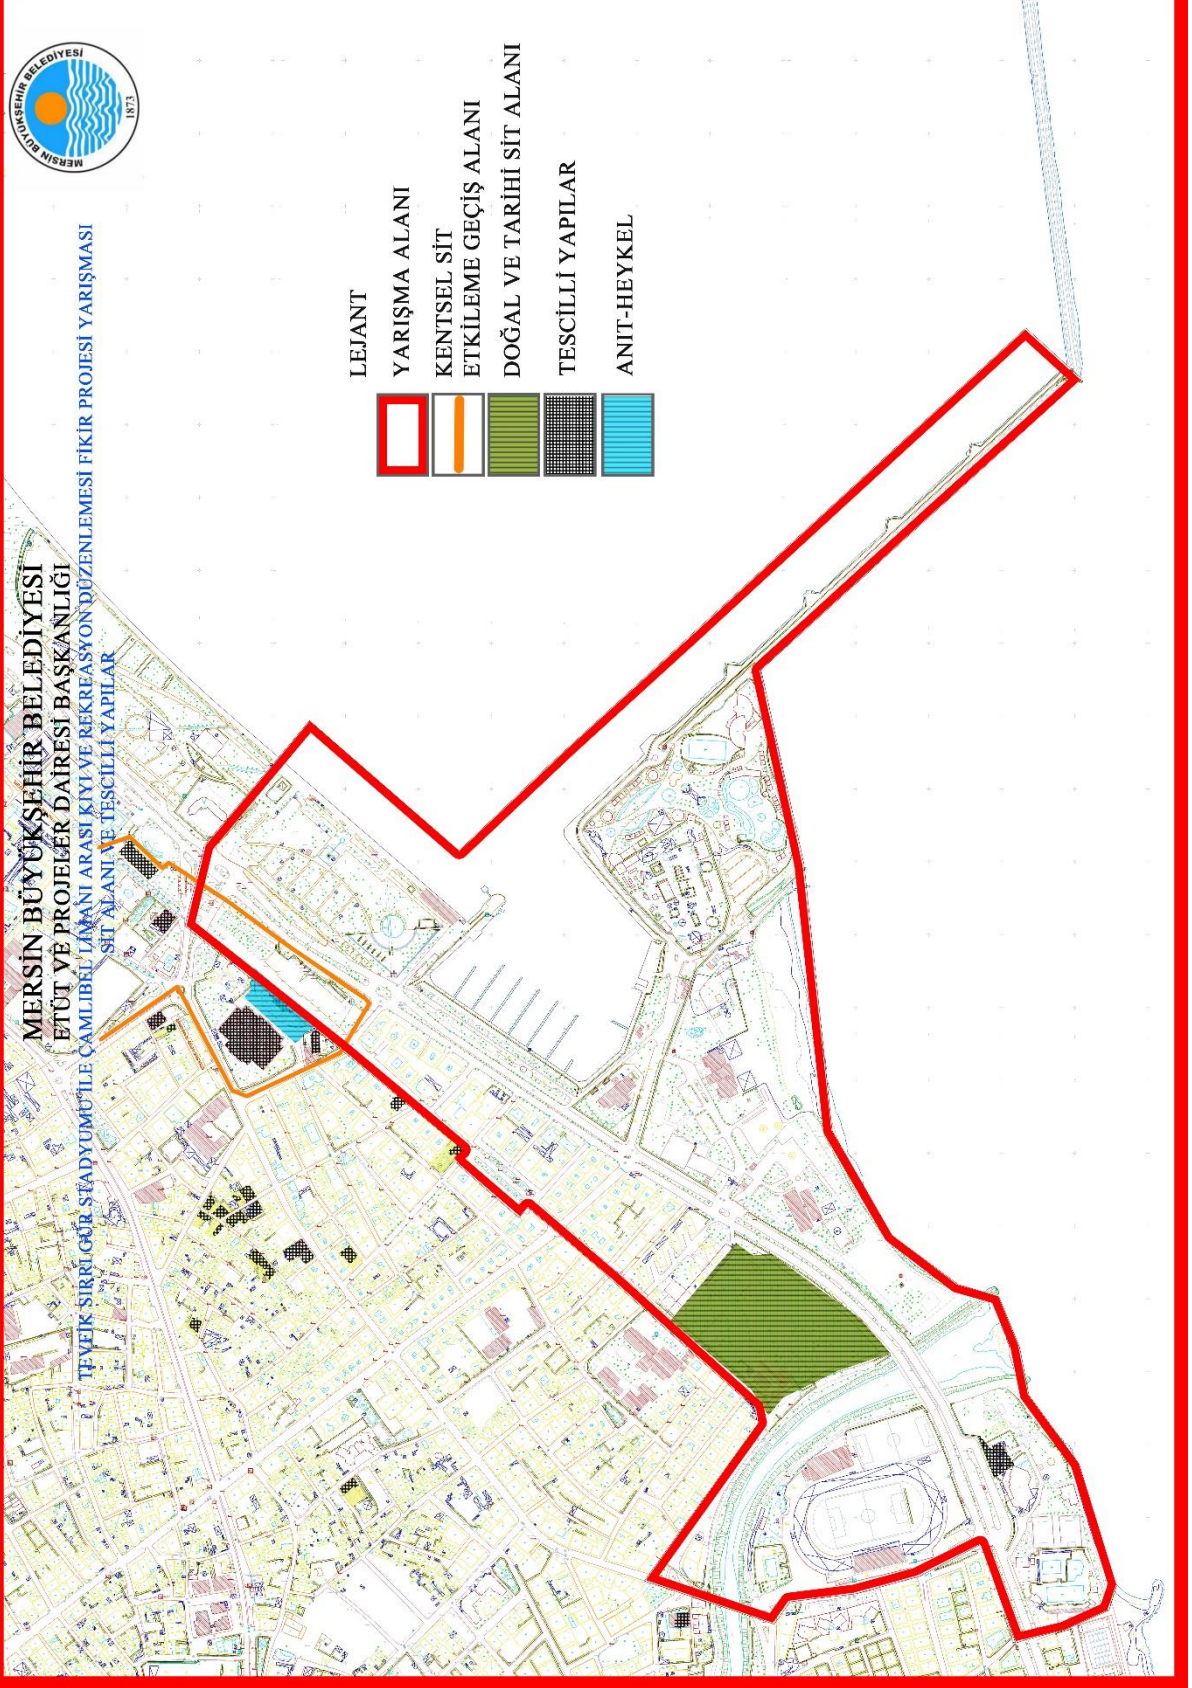 MERSİN BÜYÜKŞEHİR BELEDİYESİ
1873
MERSİN BÜYÜKŞEHİR BELEDİYESİ
ETÜT VE PROJELER DAİRESİ BAŞKANLIĞI
TEVFİK SIRRI GÜR STADYUMU İLE ÇAMLIBEL LİMANI ARASI KIYI VE REKREASYON DÜZENLEMESİ FİKİR PROJESİ YARIŞMASI
SİT ALANI VE TESCİLLİ YAPILAR
LEJANT
YARIŞMA ALANI
KENTSEL SİT
ETKİLEME GEÇİŞ ALANI
DOĞAL VE TARİHİ SİT ALANI
TESCİLLİ YAPILAR
ANIT-HEYKEL